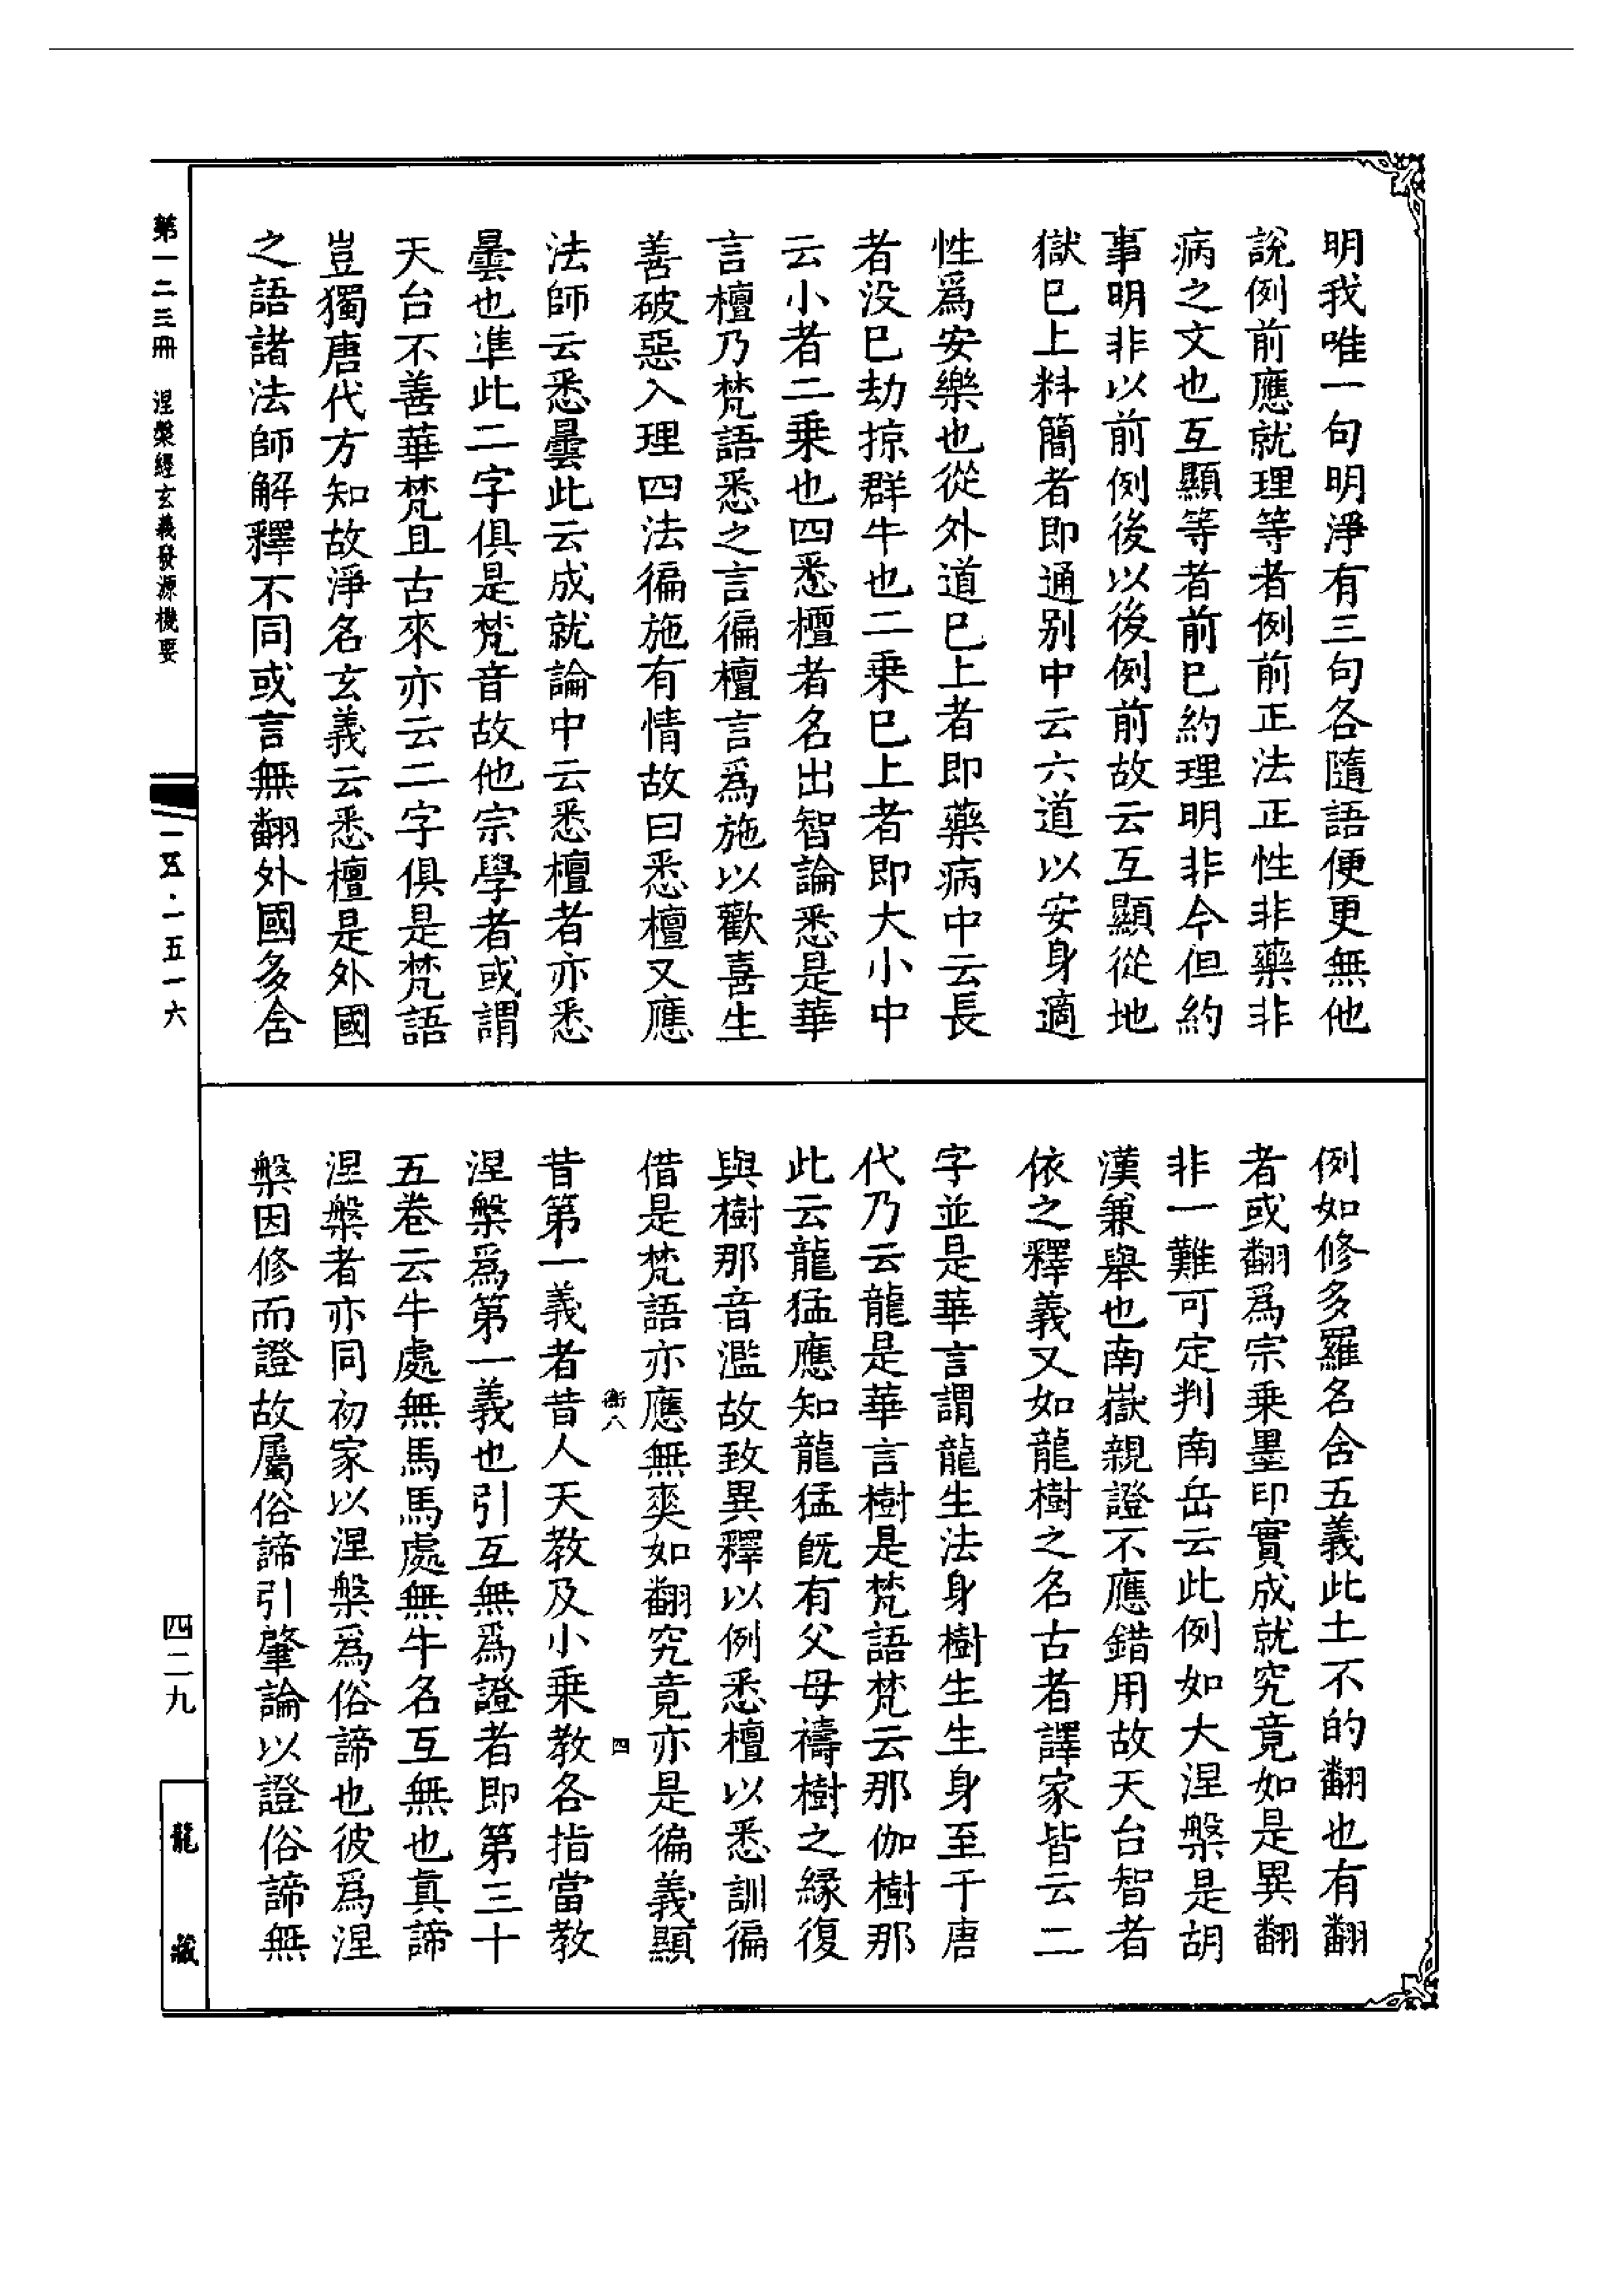 明我唯一句明淨有三句各隨語便更無他
說例前應就理等者例前正法正性非藥非
病之文也互顯等者前巳約理明非今但約
事明非以前例後以後例前故云互顯從地
獄巳上料簡者即通别中云六道以安身適
性爲安樂也從外道巳上者即藥病中云長
者没巳劫掠群牛也二乗巳上者即大小中
云小者二乗也四悉檀者名出智論悉是華
言檀乃梵語悉之言徧檀言爲施以歡喜生
善破惡入理四法徧施有情故曰悉檀又應
法師云悉曇此云成就論中云悉檀者亦悉
曇也凖此二字俱是梵音故他宗學者或謂
天台不善華梵且古來亦云二字俱是梵語
豈獨唐代方知故淨名玄義云悉檀是外國
之語諸法師解釋不同或言無翻外國多含
例如修多羅名含五義此土不的翻也有翻
者或翻爲宗乗墨印實成就究竟如是異翻
非一難可定判南岳云此例如大涅槃是胡
漢兼舉也南嶽親證不應錯用故天台智者
依之釋義又如龍樹之名古者譯家皆云二
字並是華言謂龍生法身樹生生身至于唐
代乃云龍是華言樹是梵語梵云那伽樹那
此云龍猛應知龍猛旣有父母禱樹之緣復
與樹那音濫故致異釋以例悉檀以悉訓徧
借是梵語亦應無爽如翻究竟亦是徧義顯
昔第一義者昔人天教及小乗教各指當教
涅槃爲第一義也引互無爲證者即第三十
五卷云牛處無馬馬處無牛名互無也真諦
涅槃者亦同初家以涅槃爲俗諦也彼爲涅
槃因修而證故屬俗諦引肇論以證俗諦無
衡八
四
第一二三冊 涅槃經玄義發源機要
一五·一五一六
四二九
龍藏